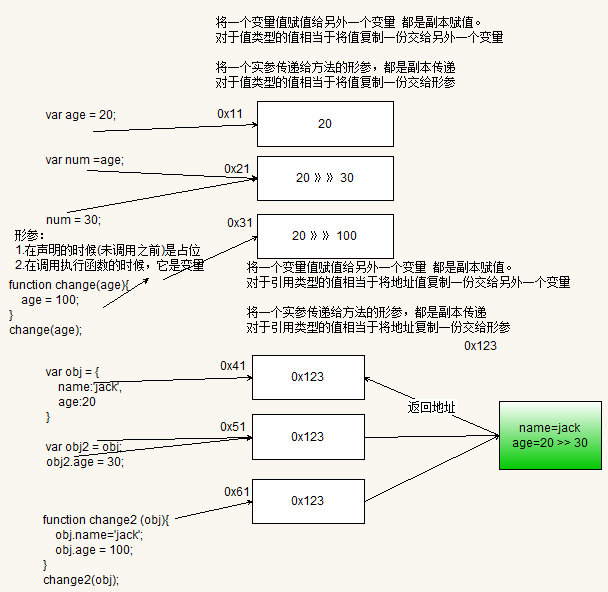 将一个变量值赋值给另外一个变量 都是副本赋值。
对于值类型的值相当于将值复制一份交给另外一个变量
将一个实参传递给方法的形参，都是副本传递
对于值类型的值相当于将值复制一份交给形参
var age = 20;
0x11
20
var num =age;
0x21
20 》》 30
num = 30;
0x31
20 》》 100
形参：
1.在声明的时候(未调用之前)是占位
2.在调用执行函数的时候，它是变量
function change(age){
age = 100;
}
change(age);
将一个变量值赋值给另外一个变量 都是副本赋值。
对于引用类型的值相当于将地址值复制一份交给另外一个变量
将一个实参传递给方法的形参，都是副本传递
对于引用类型的值相当于将地址复制一份交给形参
0x123
var obj = {
name:'jack',
age:20
}
0x41
0x123
返回地址
name=jack
age=20 >> 30
var obj2 = obj;
obj2.age = 30;
0x51
0x123
0x61
0x123
function change2 (obj){
obj.name='jack';
obj.age = 100;
}
change2(obj);